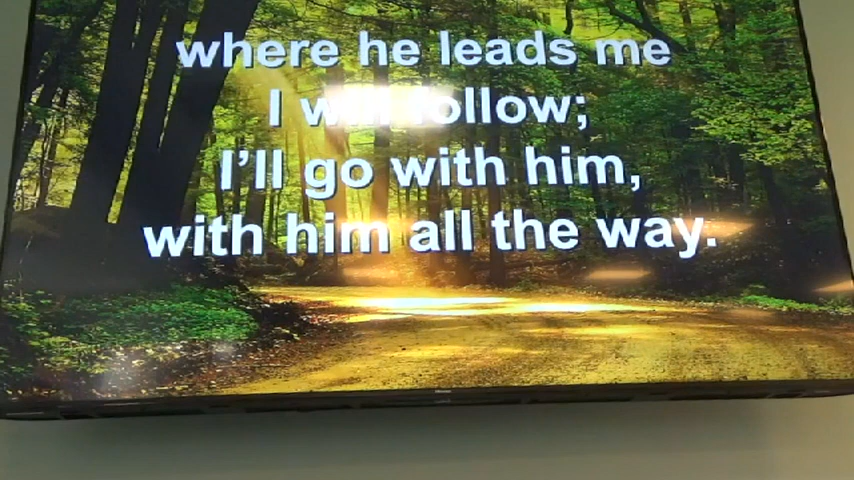 where he leads me
I will follow;
I'll go with him,
with him all the way.